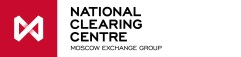 NATIONAL
CLEARING
CENTRE
MOSCOW EXCHANGE GROUP